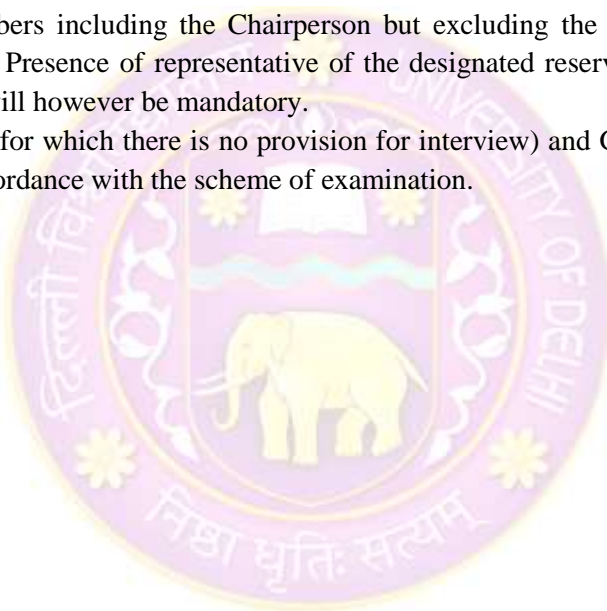 bers including the Chairperson but excluding the
Presence of representative of the designated reserv
ill however be mandatory.
for which there is no provision for interview) and
ordance with the scheme of examination.
दिल्ली विश्वविद्यालय
UNIVERSITY OF DELHI
निष्ठा धृतिः सत्यम्